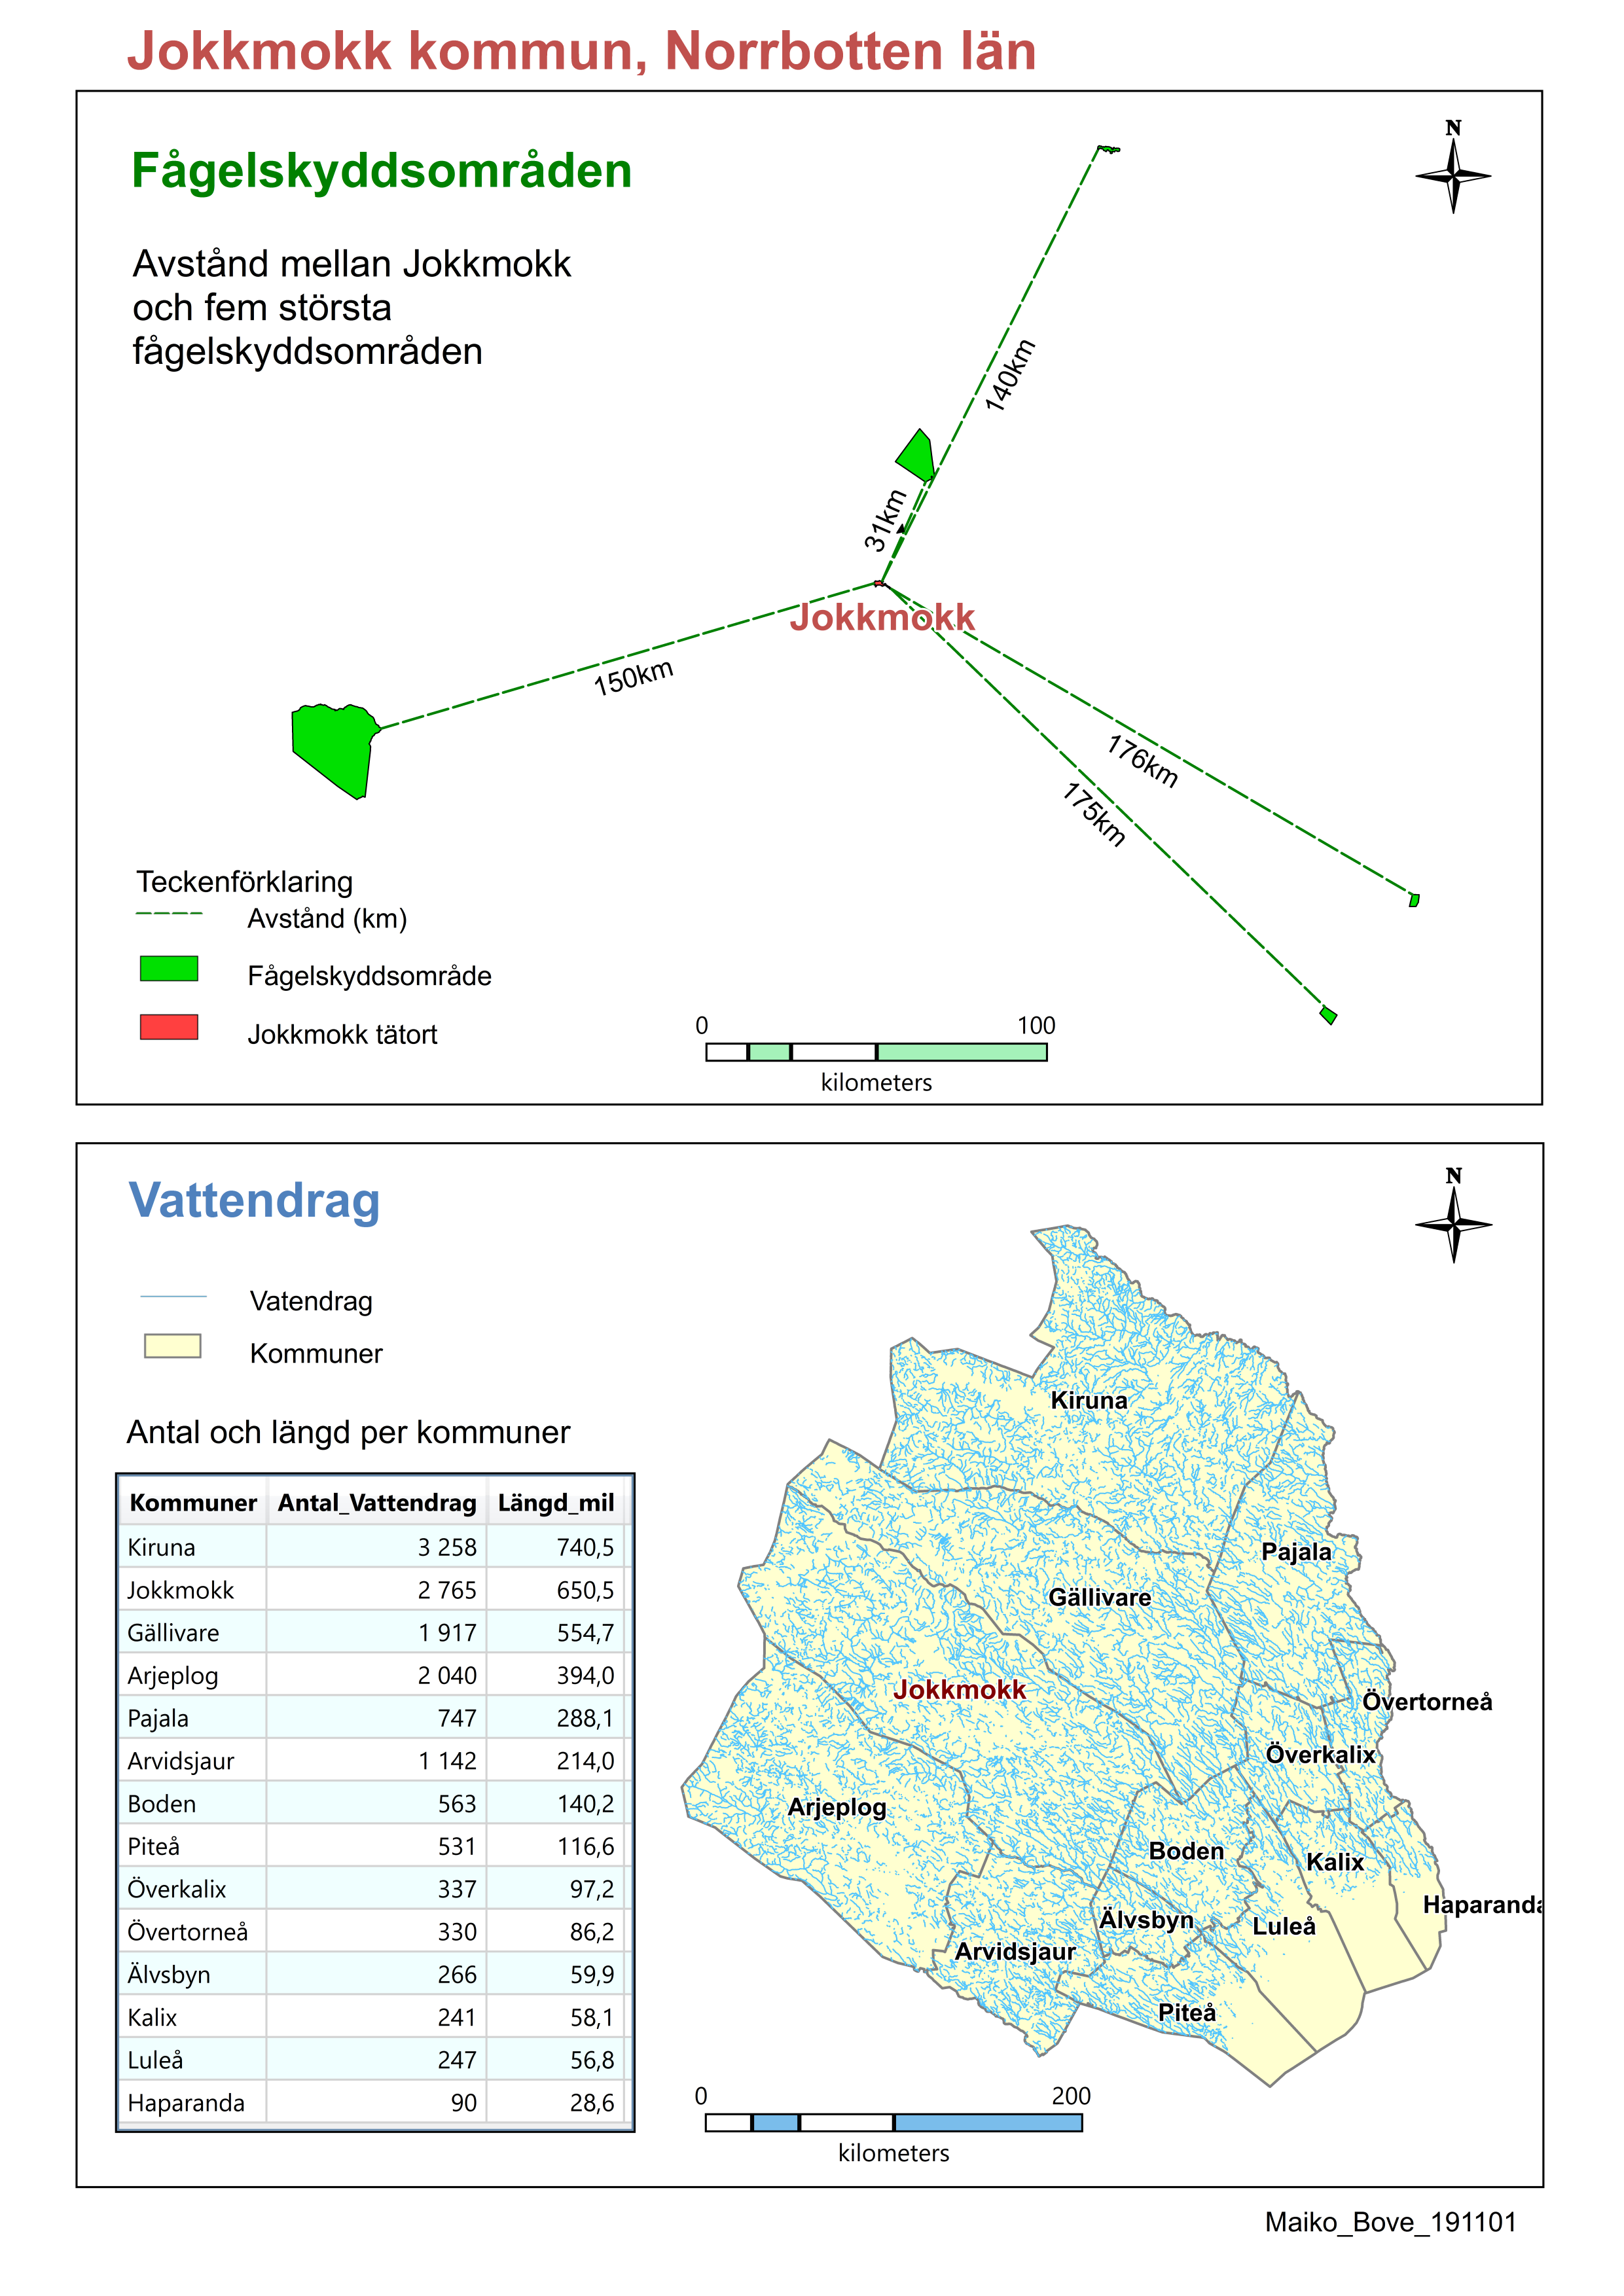 Jokkmokk kommun, Norrbotten län
Fågelskyddsområden
N
Avstånd mellan Jokkmokk
och fem största
fågelskyddsområden
140km
31km
Jokkmokk
150km
176km
175km
Teckenförklaring
Avstånd (km)
Fågelskyddsområde
Jokkmokk tätort
0 100
kilometers
Vattendrag
N
Vatendrag
Kommuner
Antal och längd per kommuner
Kommuner Antal_Vattendrag Längd_mil
Kiruna 3 258 740,5
Jokkmokk 2 765 650,5
Gällivare 1 917 554,7
Arjeplog 2 040 394,0
Pajala 747 288,1
Arvidsjaur 1 142 214,0
Boden 563 140,2
Piteå 531 116,6
Överkalix 337 97,2
Övertorneå 330 86,2
Älvsbyn 266 59,9
Kalix 241 58,1
Luleå 247 56,8
Haparanda 90 28,6
Kiruna
Pajala
Gällivare
Jokkmokk
Övertorneå
Överkalix
Arjeplog
Boden
Kalix
Haparanda
Älvsbyn
Luleå
Arvidsjaur
Piteå
0 200
kilometers
Maiko_Bove_191101